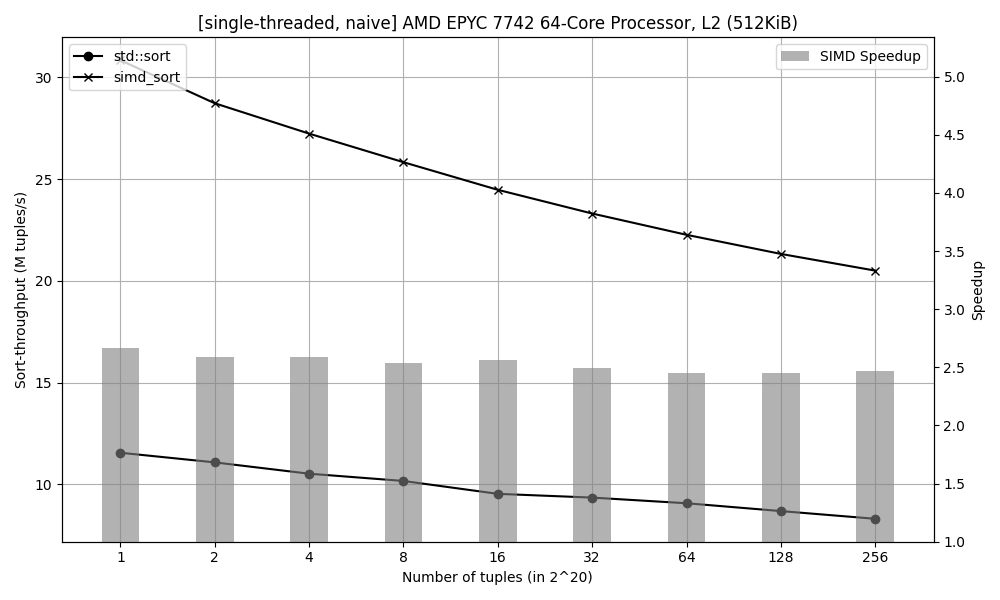 [single-threaded, naive] AMD EPYC 7742 64-Core Processor, L2 (512KiB)
std::sort
simd_sort
SIMD Speedup
Sort-throughput (M tuples/s)
30
25
20
15
10
5.0
4.5
4.0
3.5
3.0
2.5
2.0
1.5
1.0
Speedup
1 2 4 8 16 32 64 128 256
Number of tuples (in 2^20)